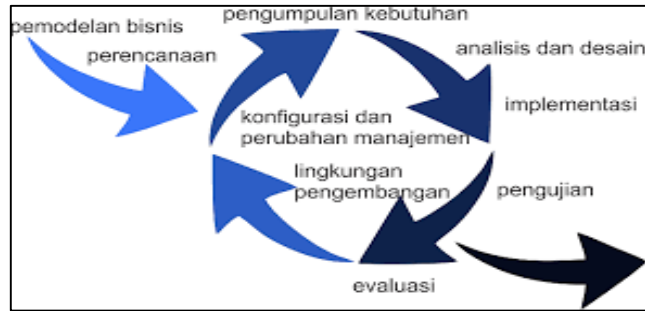 pengumpulan kebutuhan
pemodelan bisnis
perencanaan
analisis dan desain
implementasi
konfigurasi dan
perubahan manajemen
lingkungan
pengembangan
pengujian
evaluasi